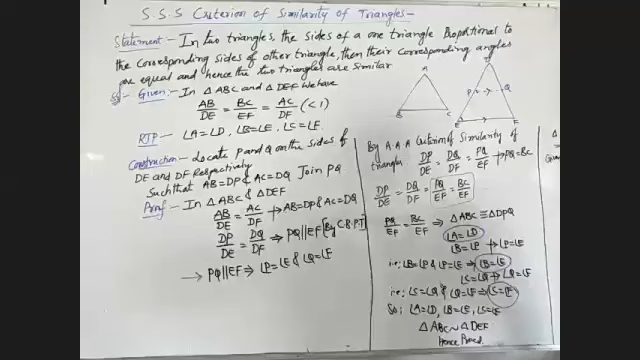 S.S.S Criterion of Similarity of Triangles-
Statement - In two triangles, the sides of a one triangle Proportional to
the corresponding sides of other triangle, then their corresponding angles
are equal and hence the two triangles are similar
Given:- In △ ABC and △ DEF We have
AB/DE = BC/EF = AC/DF (<1)
RTP - ∠A=∠D, ∠B=∠E, ∠C=∠F.
Construction:- Locate P and Q on the sides of
DE and DF Respectively
Such that AB=DP & AC=DQ Join PQ
Proof - In △ABC & △DEF
AB/DE = AC/DF → AB=DP & AC=DQ
DP/DE = DQ/DF ⇒ PQ||EF [By C.B.P.T]
→ PQ||EF ⇒ ∠P=∠E & ∠Q=∠F
A
B
C
P
Q
E
By A.A.A Criterion of Similarity of
triangles DP/DE = DQ/DF = PQ/EF → PQ=BC
DP/DE = DQ/DF = PQ/EF = BC/EF
PQ/EF = BC/EF ⇒ △ABC ≅ △DPQ
∠A=∠D
∠B=∠P → ∠P=∠E
i.e; ∠B=∠P & ∠P=∠E ⇒ ∠B=∠E
∠C=∠Q → ∠Q=∠F
i.e; ∠C=∠Q & ∠Q=∠F ⇒ ∠C=∠F
So; ∠A=∠D, ∠B=∠E, ∠C=∠F
△ ABC ~ △ DEF
Hence Proved